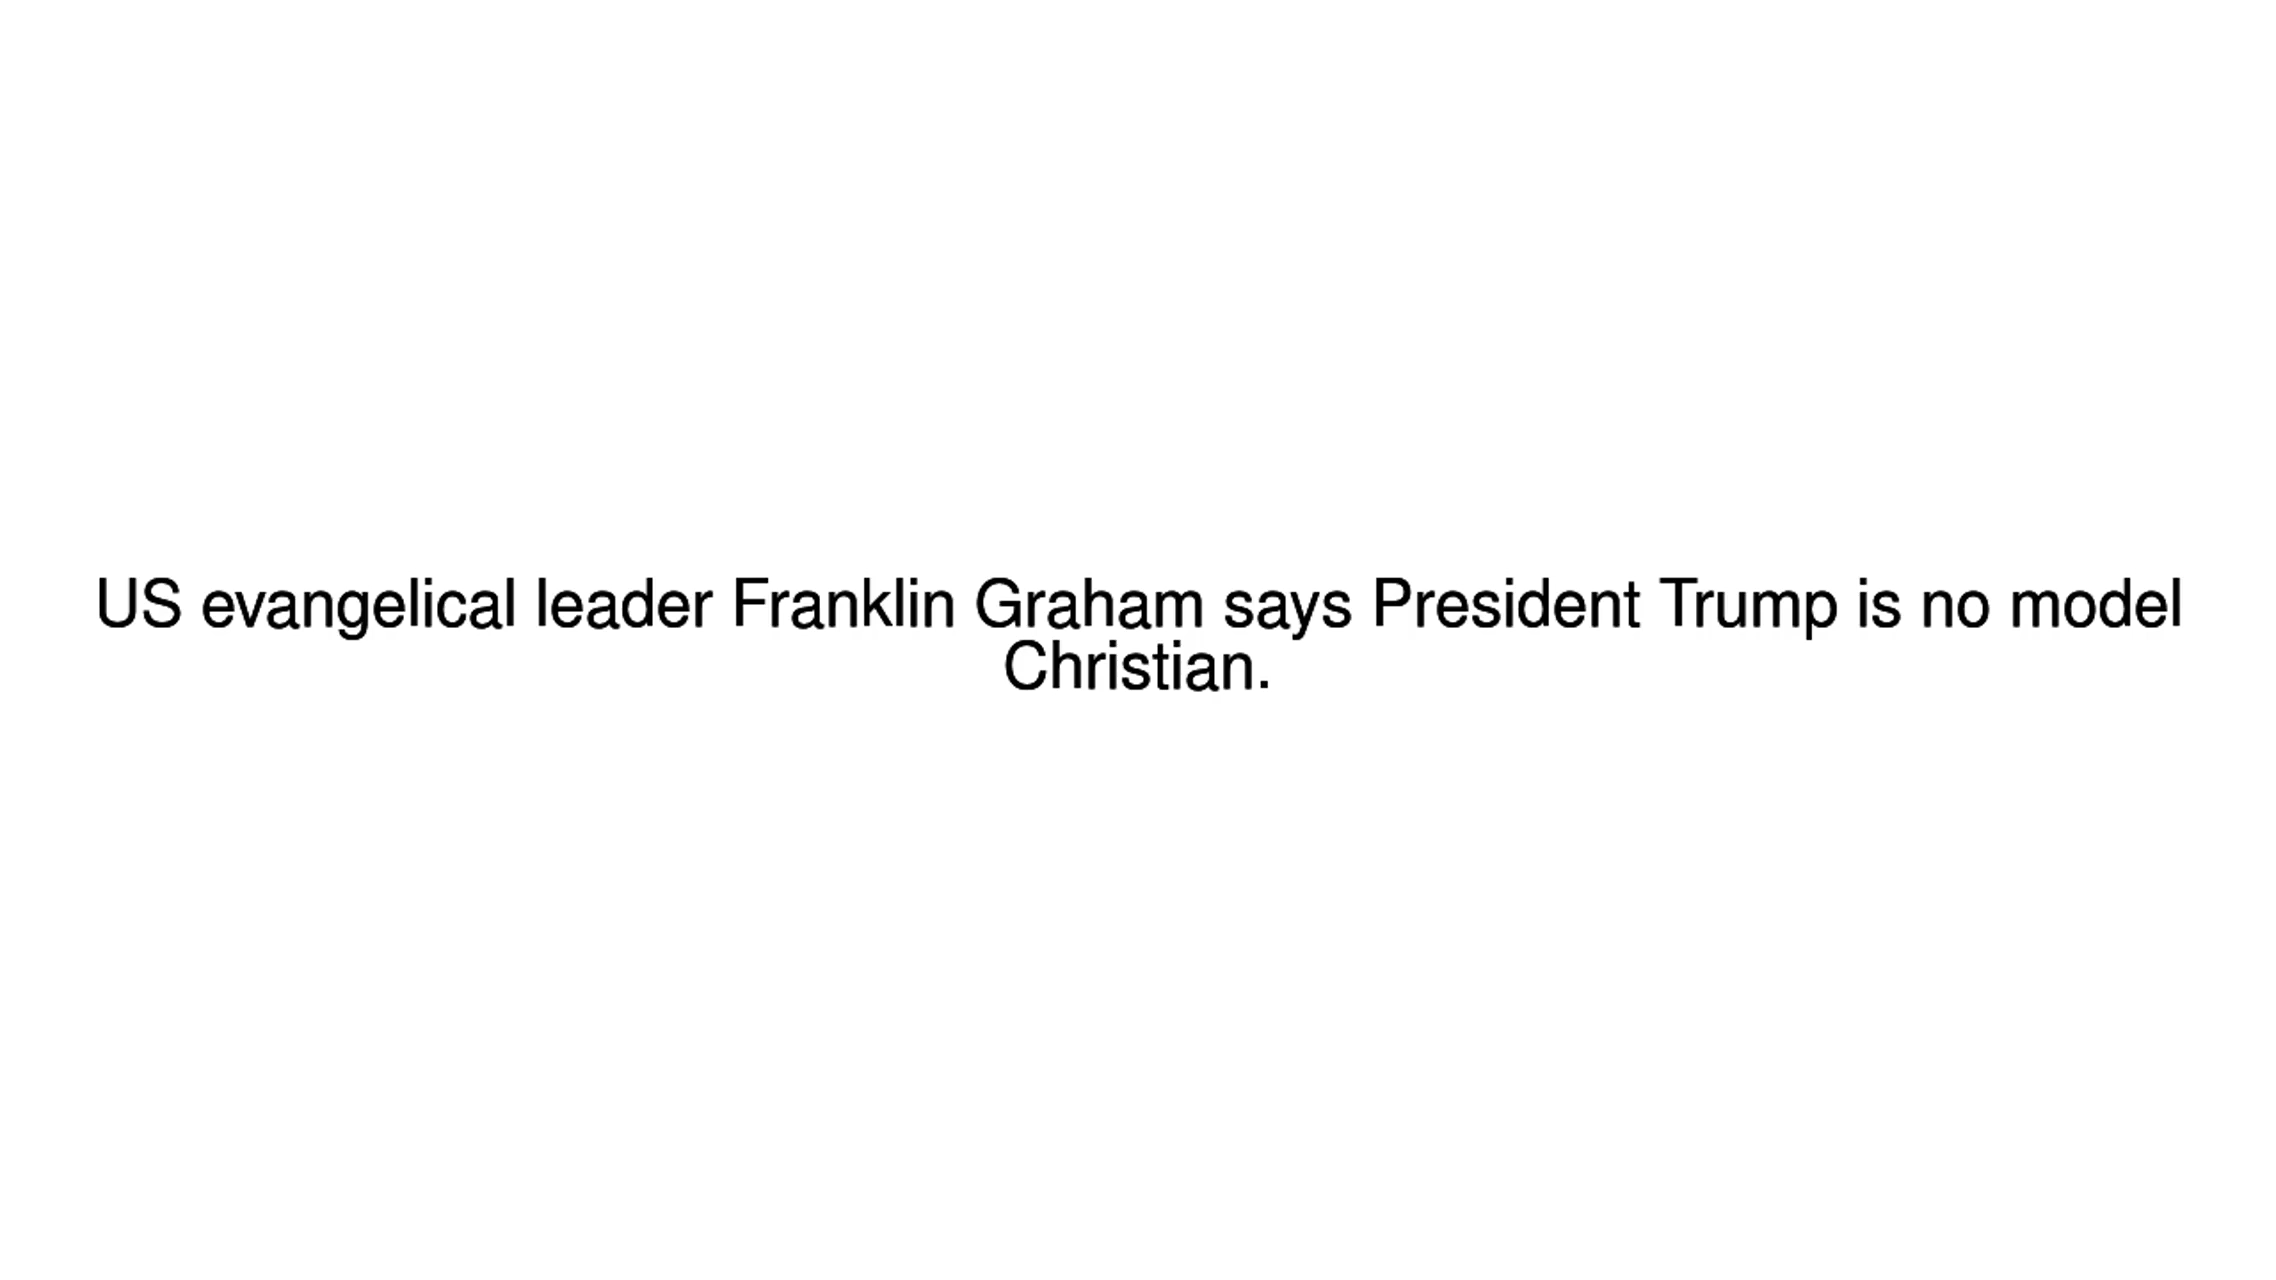 US evangelical leader Franklin Graham says President Trump is no model
Christian.